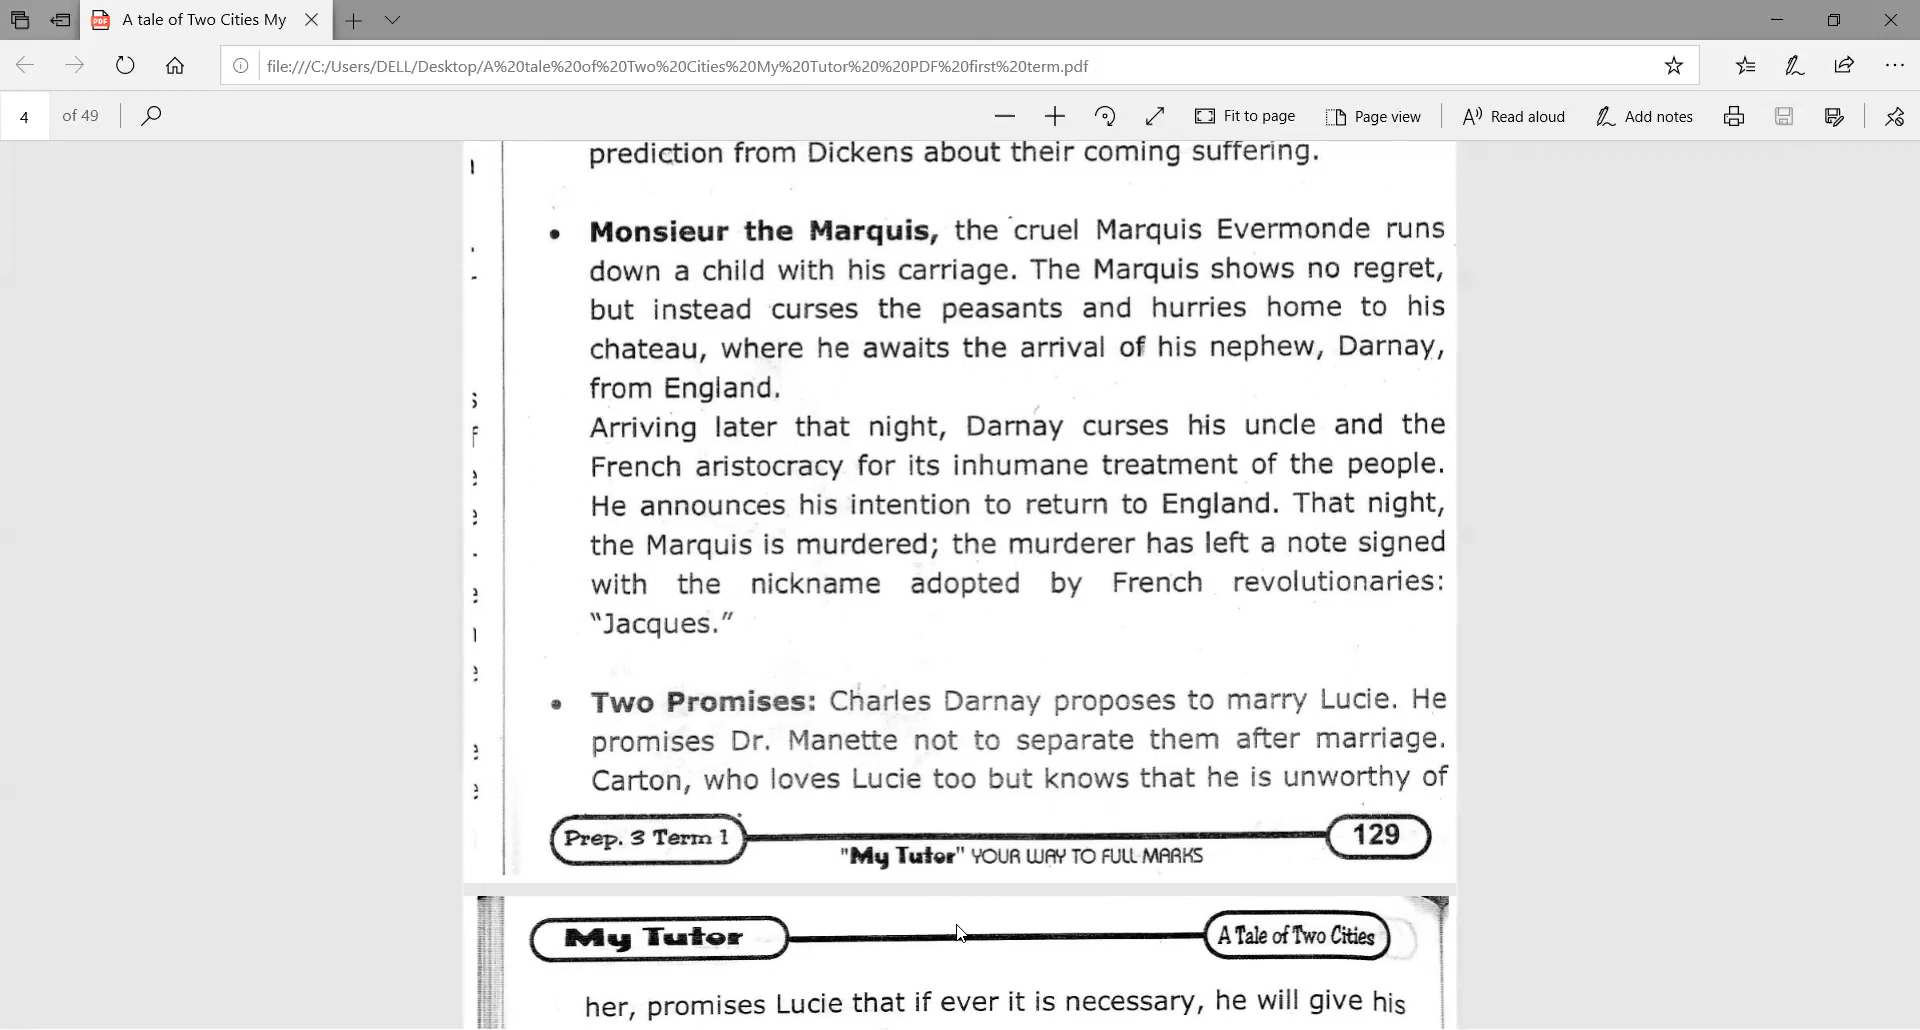 A tale of Two Cities My
file:///C:/Users/DELL/Desktop/A%20tale%20of%20Two%20Cities%20My%20Tutor%20%20PDF%20first%20term.pdf
4 of 49
Fit to page
Page view
Read aloud
Add notes
prediction from Dickens about their coming suffering.
• Monsieur the Marquis, the cruel Marquis Evermonde runs
down a child with his carriage. The Marquis shows no regret,
but instead curses the peasants and hurries home to his
chateau, where he awaits the arrival of his nephew, Darnay,
from England.
Arriving later that night, Darnay curses his uncle and the
French aristocracy for its inhumane treatment of the people.
He announces his intention to return to England. That night,
the Marquis is murdered; the murderer has left a note signed
with the nickname adopted by French revolutionaries:
"Jacques."
• Two Promises: Charles Darnay proposes to marry Lucie. He
promises Dr. Manette not to separate them after marriage.
Carton, who loves Lucie too but knows that he is unworthy of
Prep. 3 Term 1
129
"My Tutor" YOUR WAY TO FULL MARKS
My Tutor
A Tale of Two Cities
her, promises Lucie that if ever it is necessary, he will give his